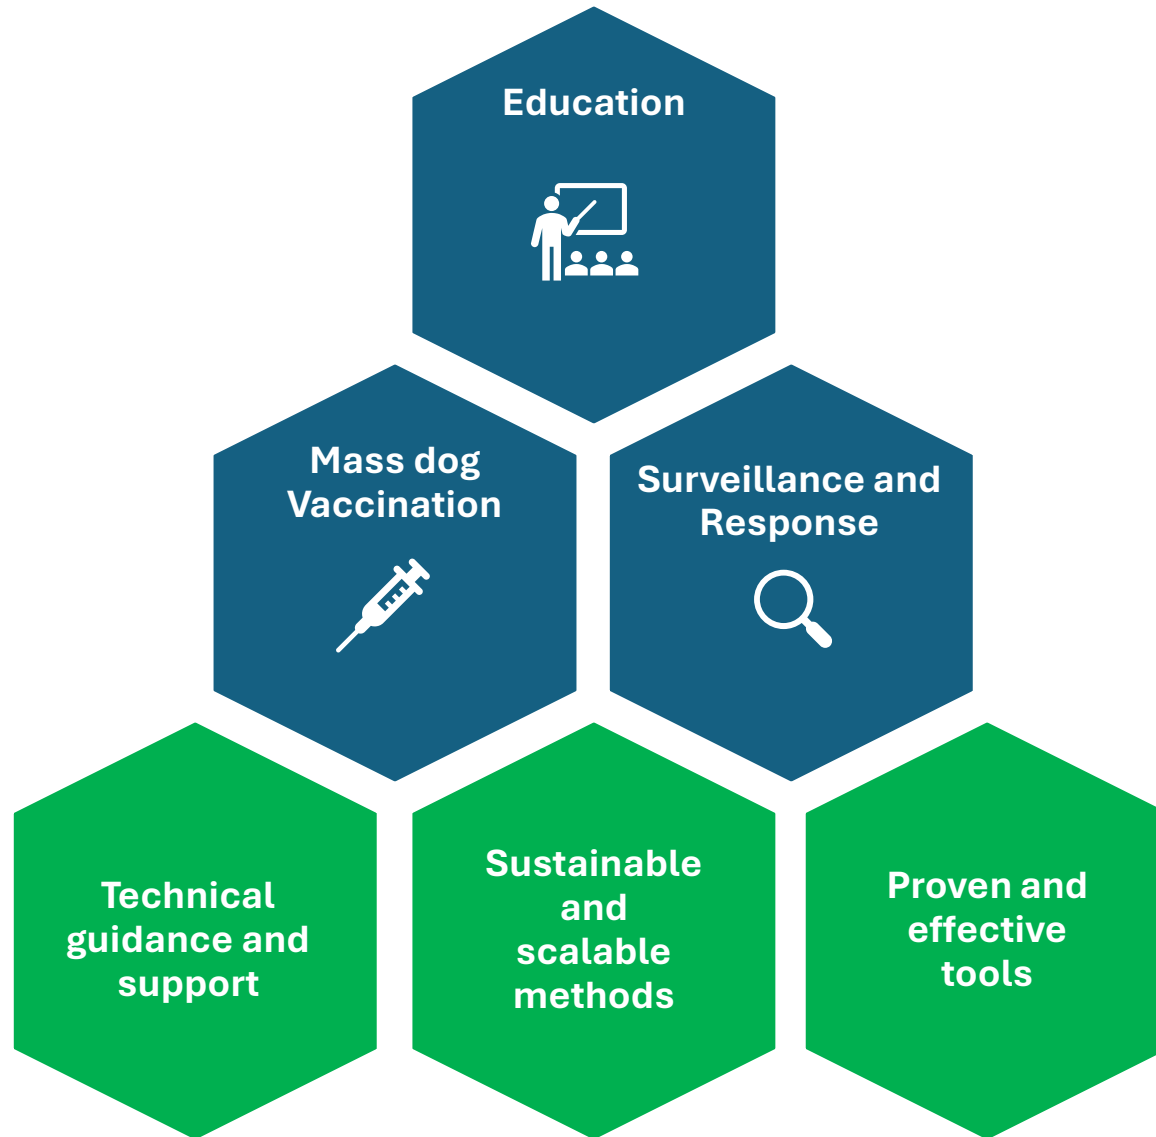 Education
Mass dog
Vaccination
Surveillance and
Response
Technical
guidance and
support
Sustainable
and
scalable
methods
Proven and
effective
tools